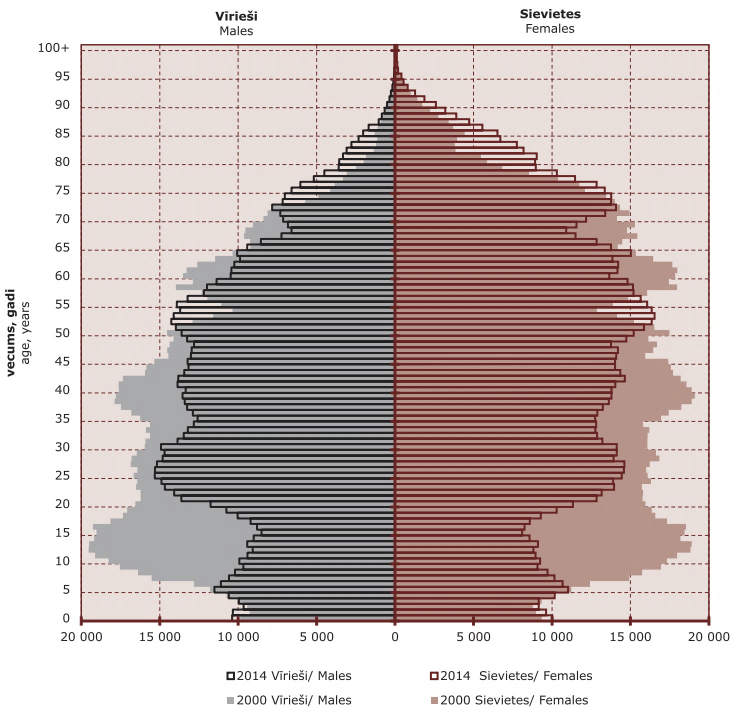 Vīrieši
Males
Sievietes
Females
vecums, gadi
age, years
100+
95
90
85
80
75
70
65
60
55
50
45
40
35
30
25
20
15
10
5
0
20 000 15 000 10 000 5 000 0 5 000 10 000 15 000 20 000
2014 Vīrieši/ Males 2014 Sievietes/ Females
2000 Vīrieši/ Males 2000 Sievietes/ Females